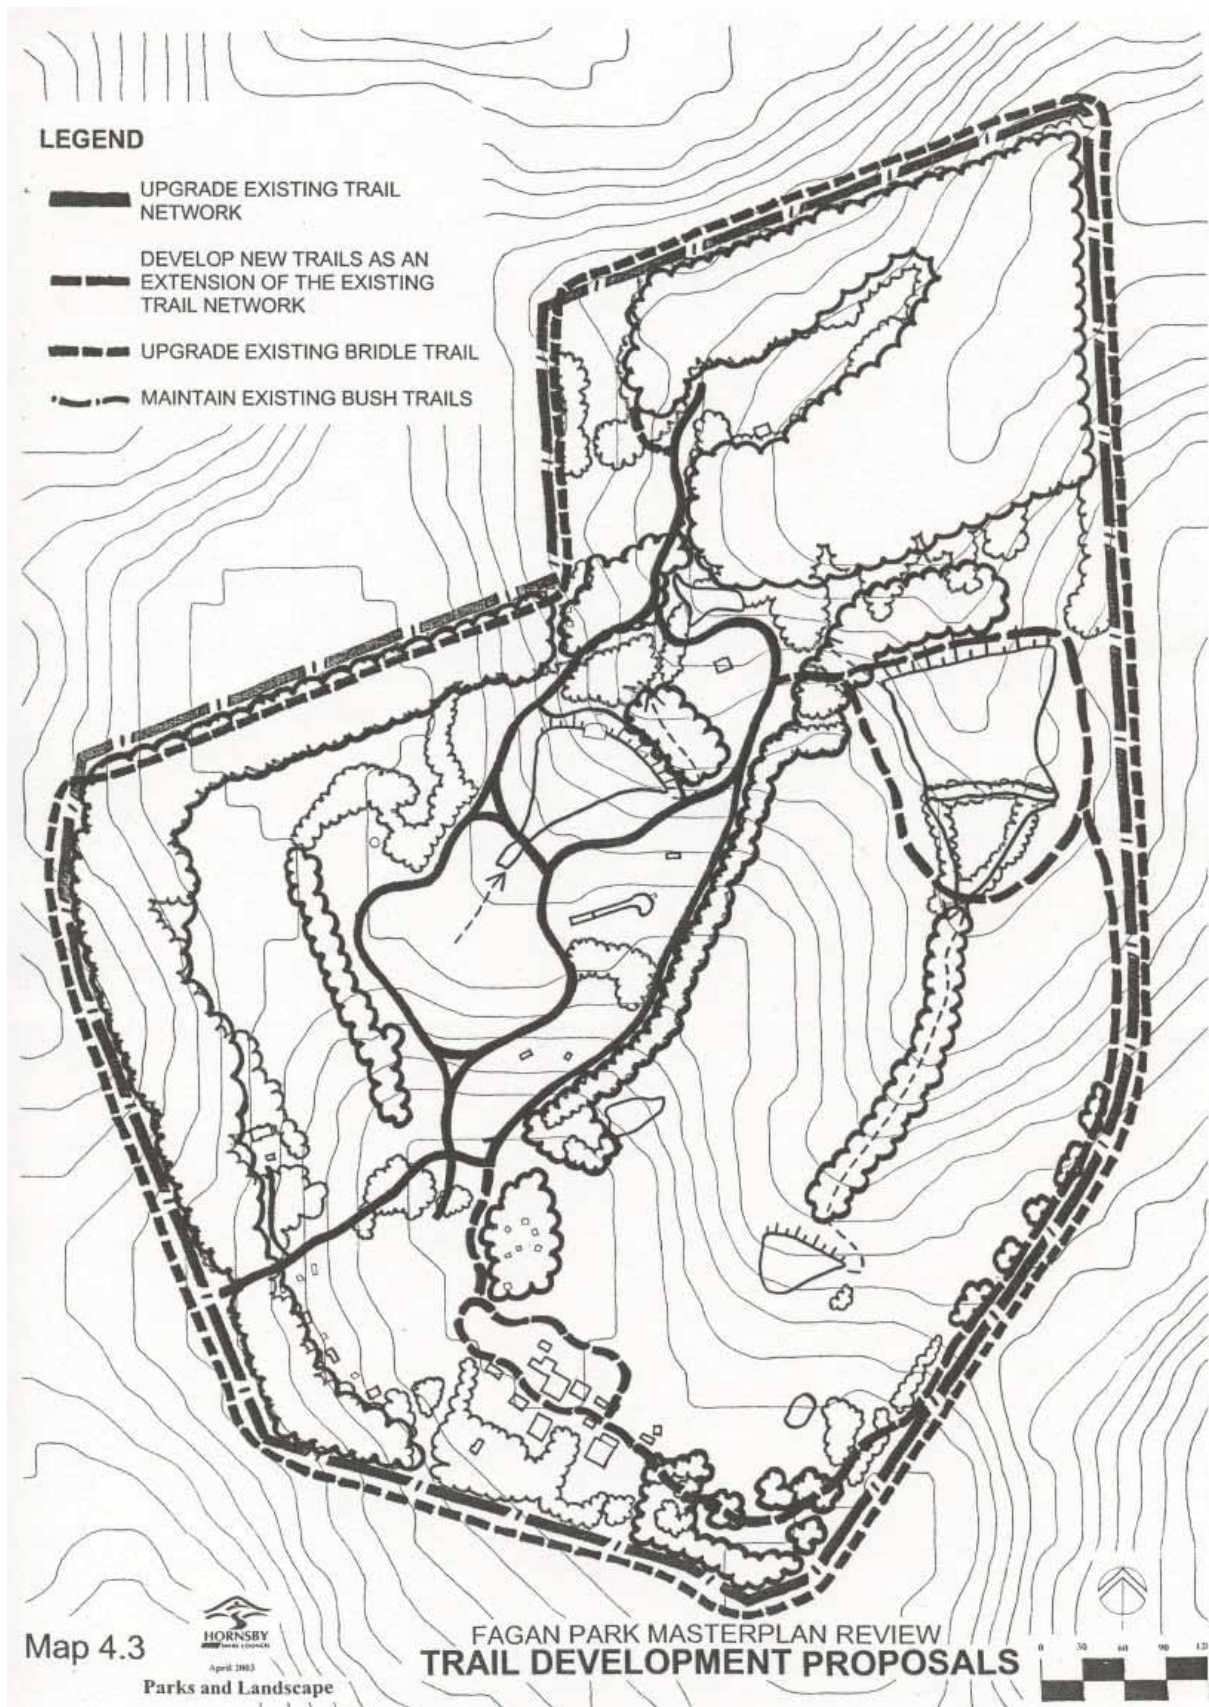 LEGEND
UPGRADE EXISTING TRAIL
NETWORK
DEVELOP NEW TRAILS AS AN
EXTENSION OF THE EXISTING
TRAIL NETWORK
UPGRADE EXISTING BRIDLE TRAIL
MAINTAIN EXISTING BUSH TRAILS
Map 4.3
HORNSBY
SHIRE COUNCIL
April 2003
Parks and Landscape
FAGAN PARK MASTERPLAN REVIEW
TRAIL DEVELOPMENT PROPOSALS
0 30 60 90